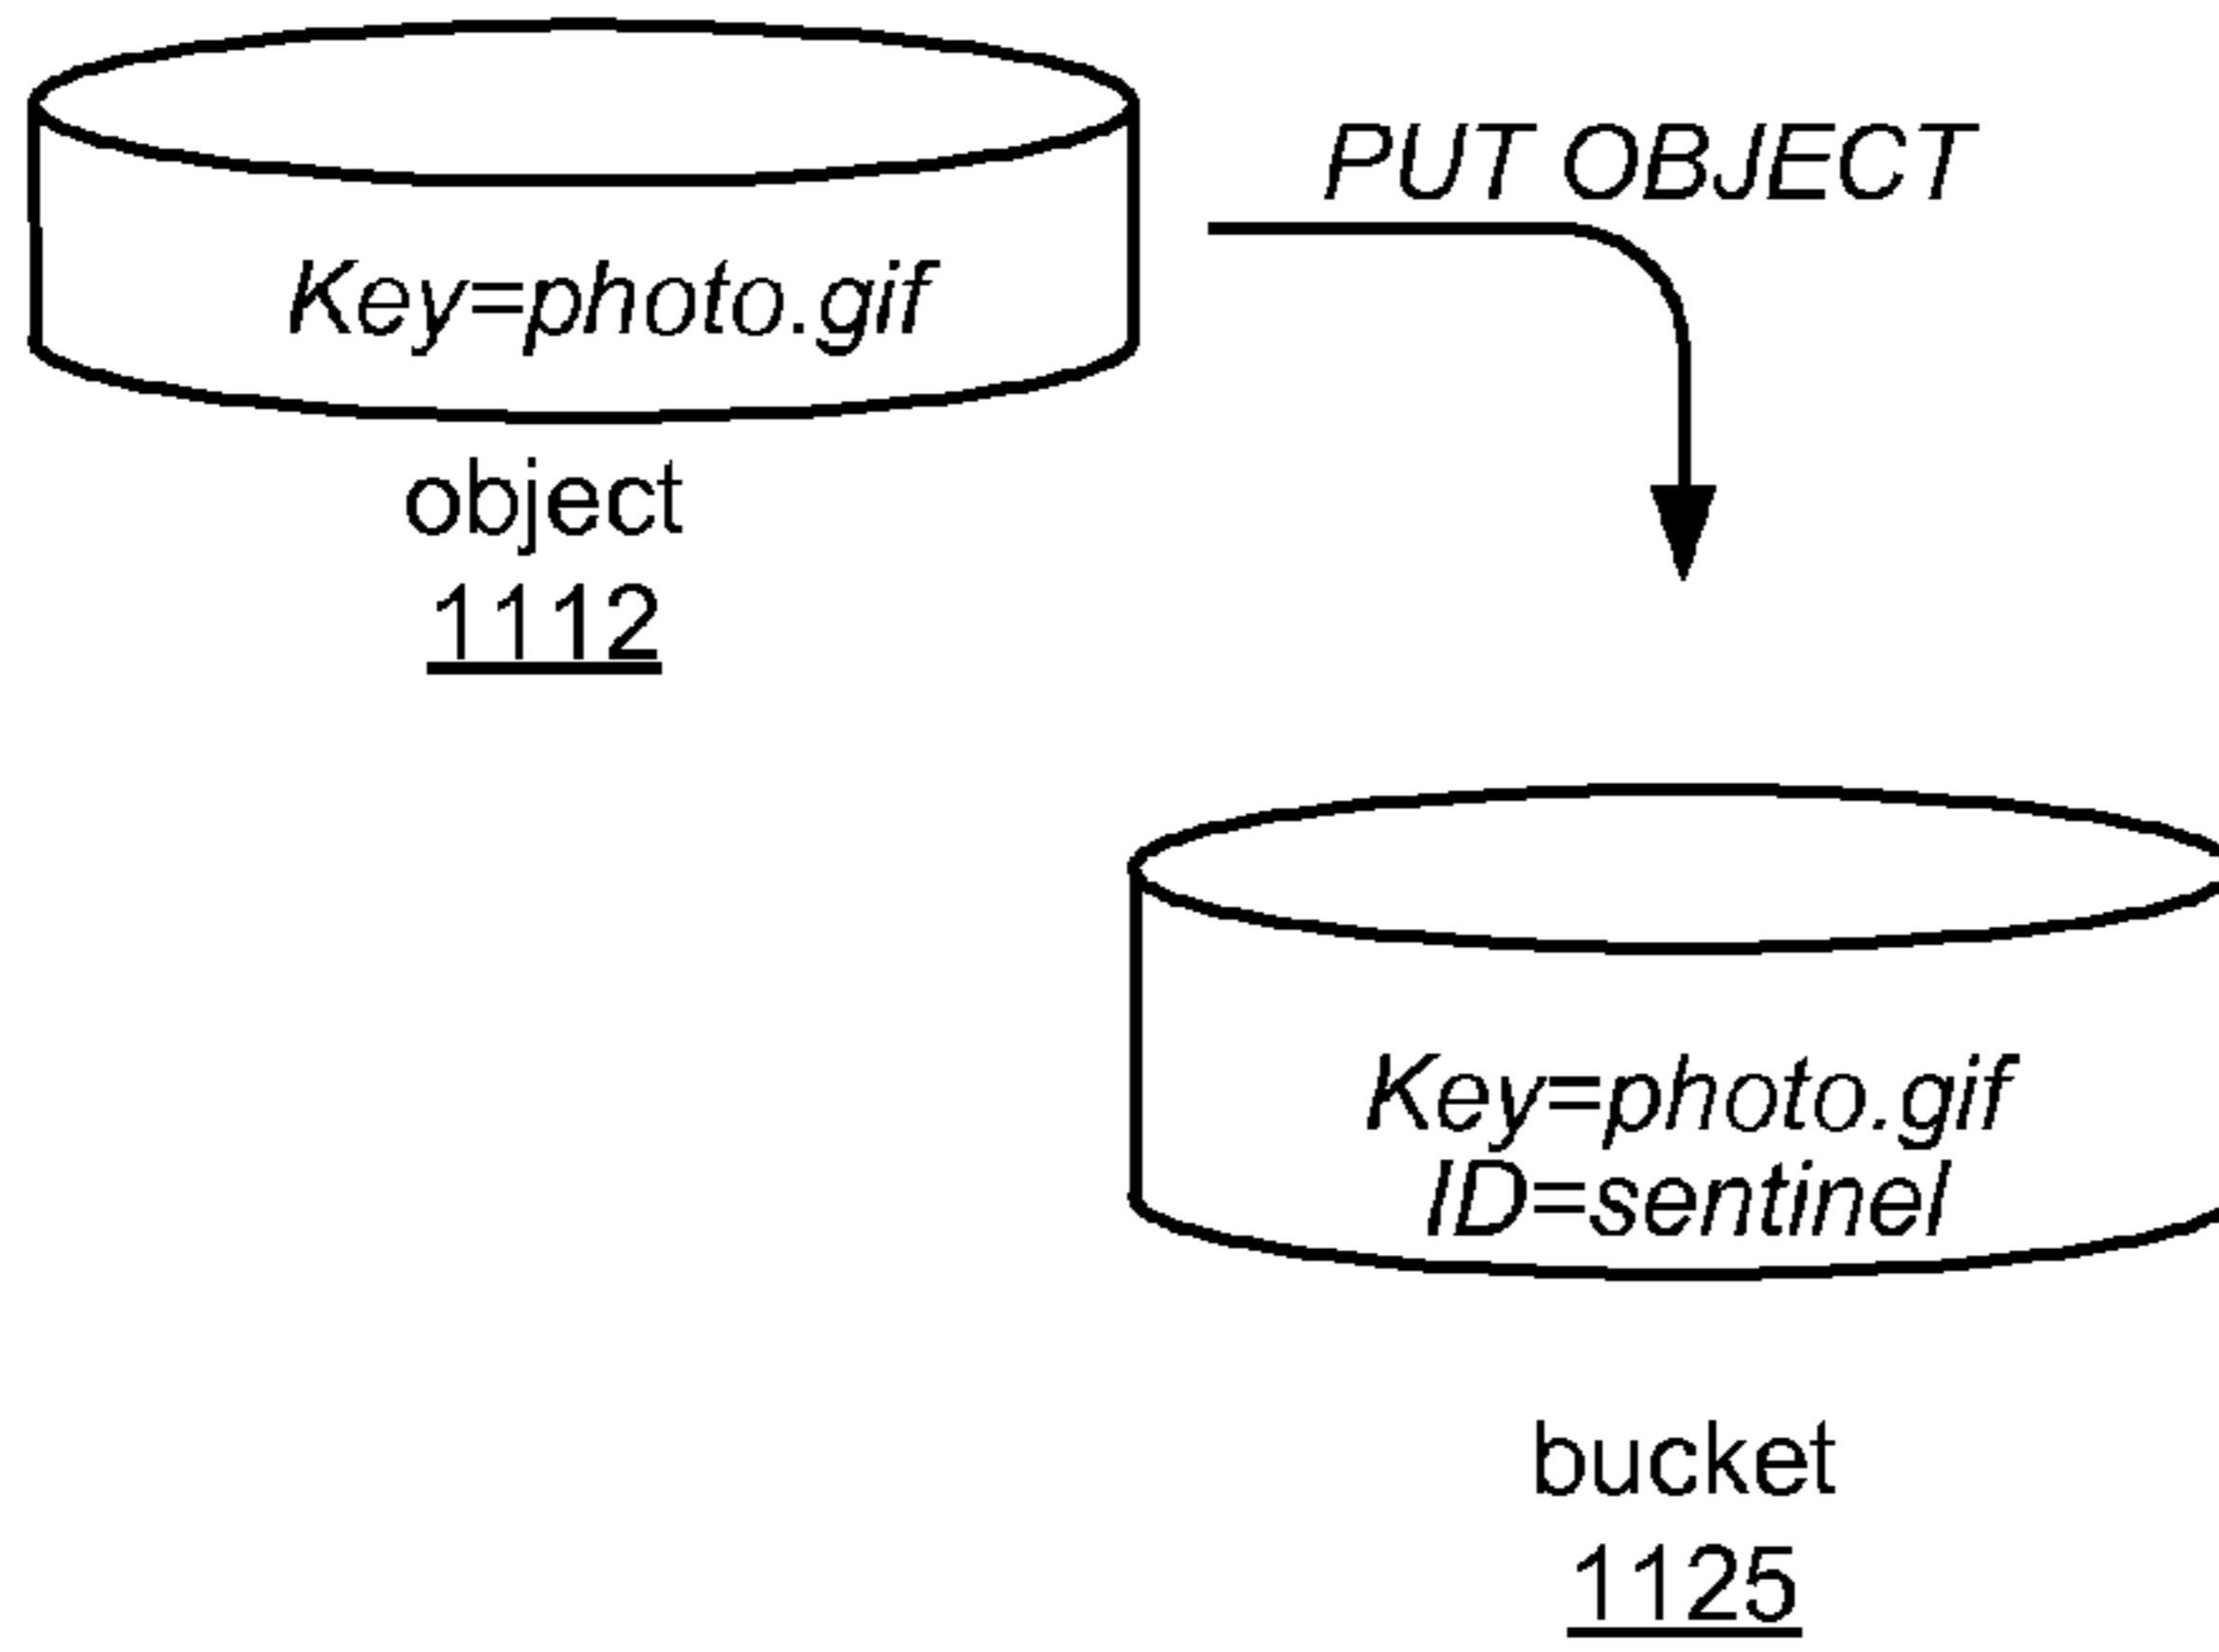 PUT OBJECT
Key=photo.gif
object
1112
Key=photo.gif
ID=sentinel
bucket
1125